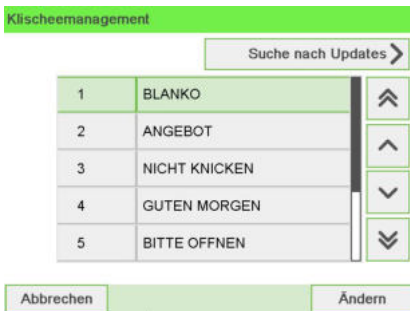 Klischeemanagement
Suche nach Updates
1 BLANKO
2 ANGEBOT
3 NICHT KNICKEN
4 GUTEN MORGEN
5 BITTE OFFNEN
Abbrechen Ändern